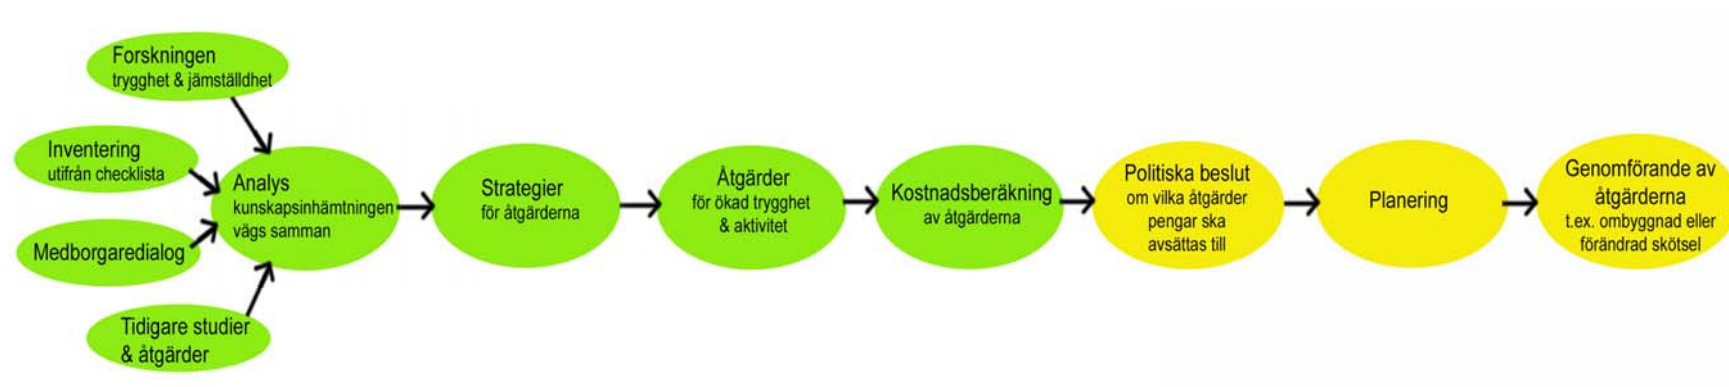 Forskningen
trygghet & jämställdhet
Inventering
utifrån checklista
Medborgaredialog
Tidigare studier
& åtgärder
Analys
kunskapsinhämtningen
vägs samman
Strategier
för åtgärderna
Åtgärder
för ökad trygghet
& aktivitet
Kostnadsberäkning
av åtgärderna
Politiska beslut
om vilka åtgärder
pengar ska
avsättas till
Planering
Genomförande av
åtgärderna
t.ex. ombyggnad eller
förändrad skötsel